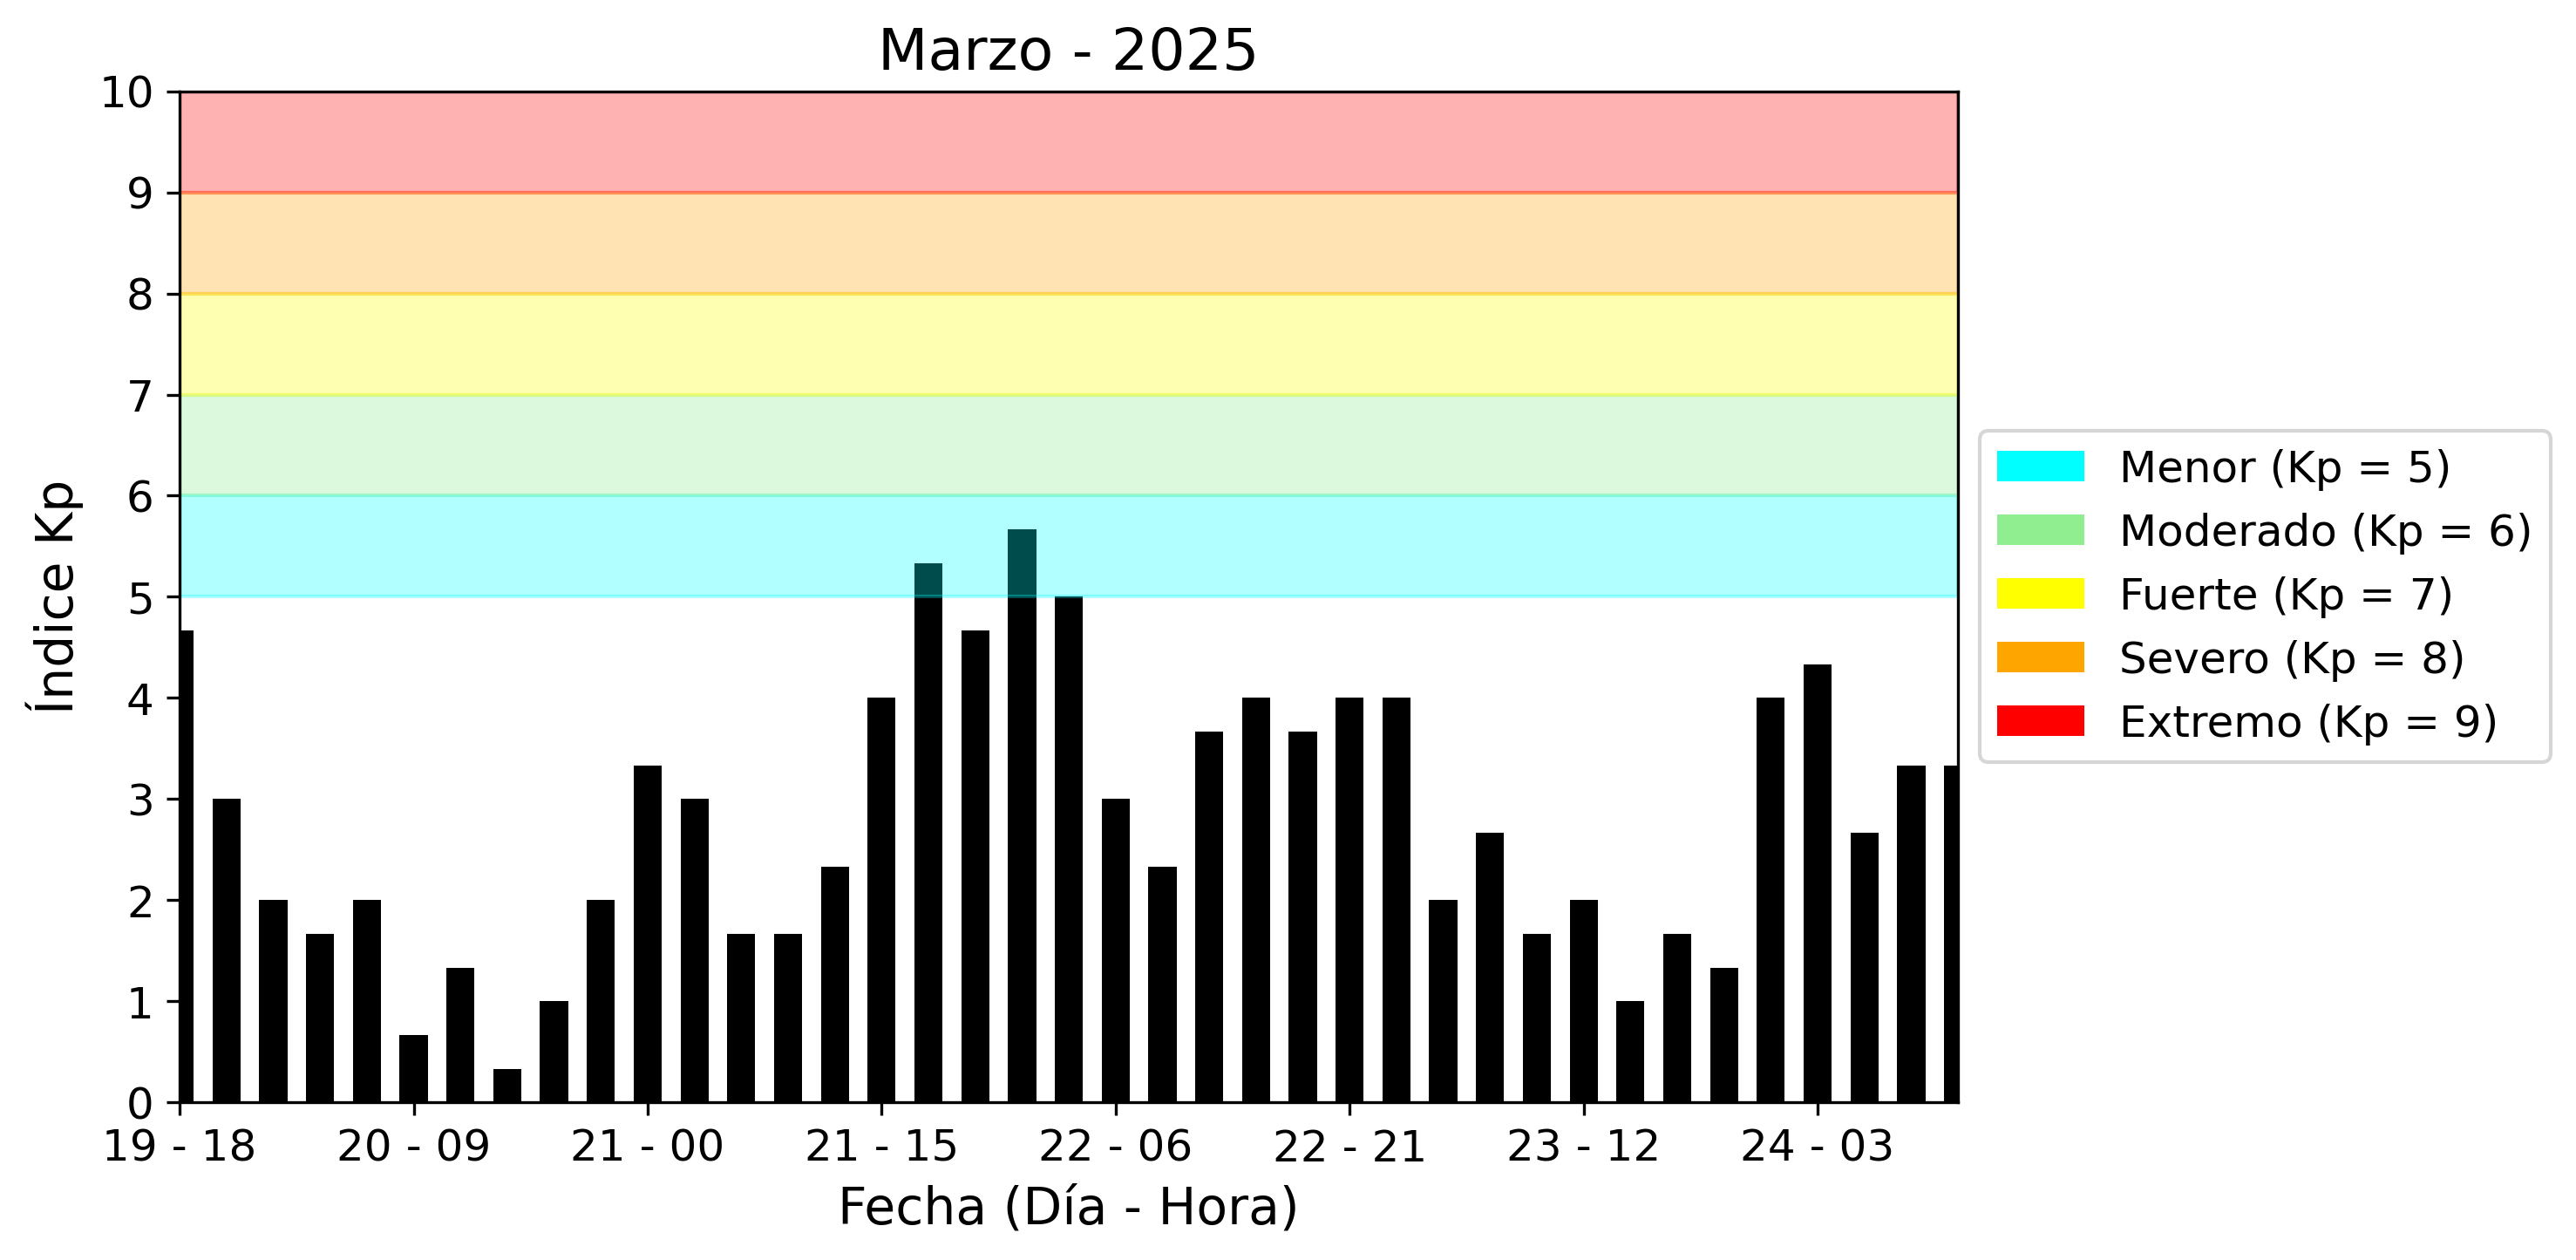 Marzo - 2025
10
9
8
7
6
5
4
3
2
1
0
Índice Kp
19 - 18
20 - 09
21 - 00
21 - 15
22 - 06
22 - 21
23 - 12
24 - 03
Fecha (Día - Hora)
Menor (Kp = 5)
Moderado (Kp = 6)
Fuerte (Kp = 7)
Severo (Kp = 8)
Extremo (Kp = 9)